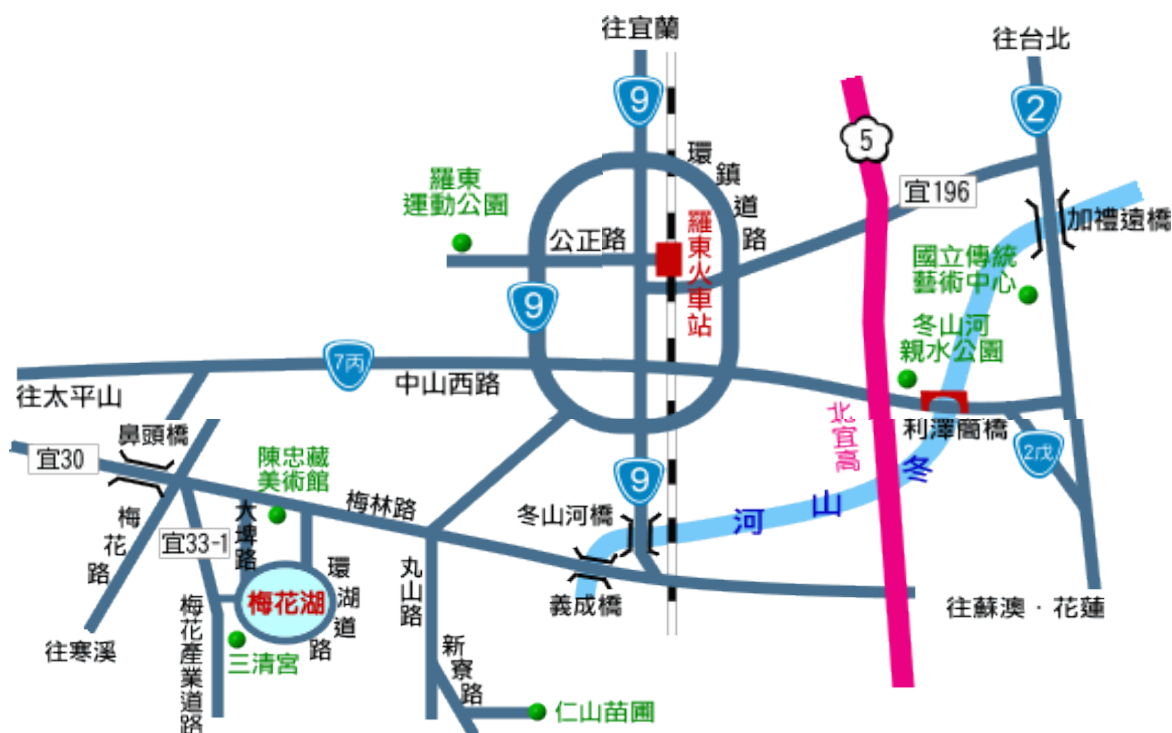 往宜蘭
往台北
9
2
5
環鎮道路
羅東
運動公園
宜196
加禮遠橋
公正路
羅東火車站
國立傳統
藝術中心
9
冬山河
親水公園
7丙
中山西路
往太平山
北宜高
利澤簡橋
鼻頭橋
宜30
陳忠藏
美術館
9
2戊
冬山河
梅林路
大埤路
冬山河橋
梅花路
宜33-1
丸山路
環湖道路
梅花湖
義成橋
往蘇澳‧花蓮
梅花產業道路
往寒溪
三清宮
新寮路
仁山苗圃